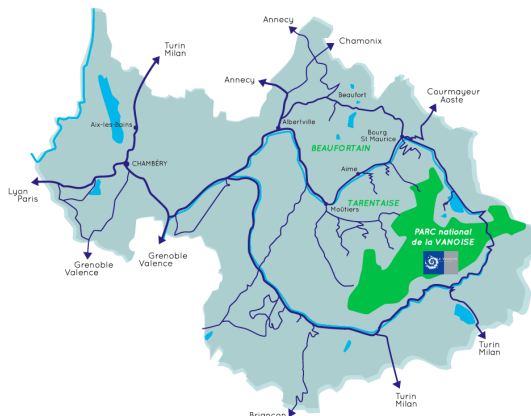 Annecy
Chamonix
Turin
Milan
Annecy
Courmayeur
Aoste
Beaufort
Aix-les-Bains
Albertville
Bourg
St Maurice
BEAUFORTAIN
CHAMBÉRY
Aime
Lyon
Paris
TARENTAISE
Moûtiers
PARC national
de la VANOISE
Grenoble
Valence
Grenoble
Valence
Turin
Milan
Turin
Milan
Briançon